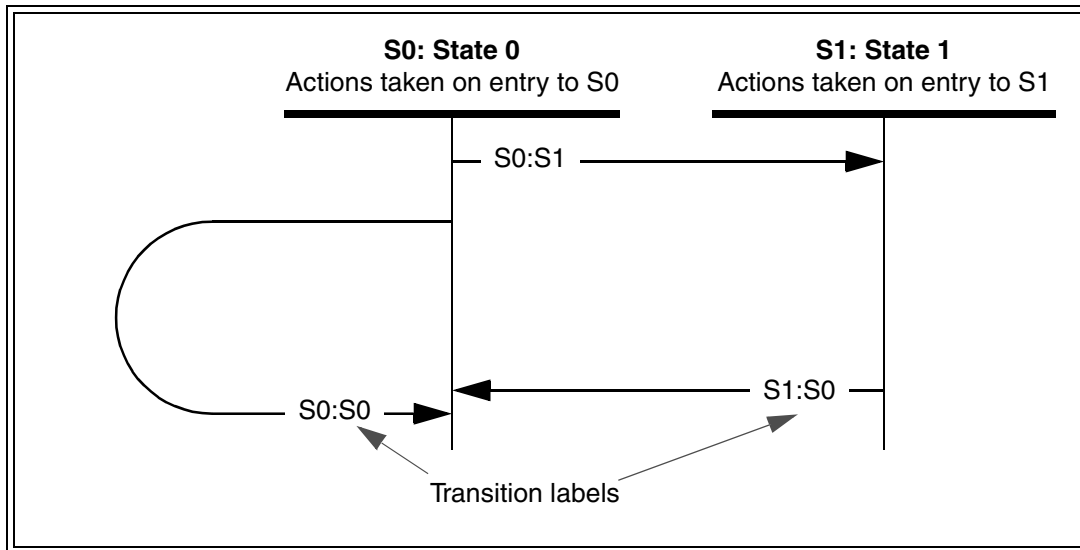 S0: State 0
Actions taken on entry to S0
S1: State 1
Actions taken on entry to S1
S0:S1
S1:S0
S0:S0
Transition labels